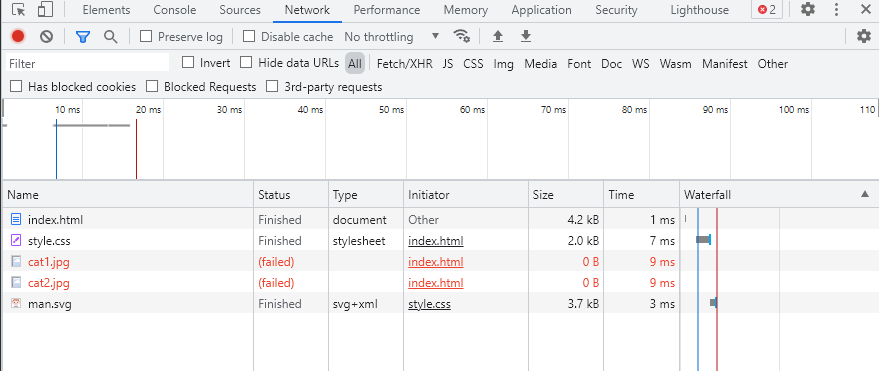 Elements Console Sources Network Performance Memory Application Security Lighthouse 2
Preserve log Disable cache No throttling
Filter Invert Hide data URLs All Fetch/XHR JS CSS Img Media Font Doc WS Wasm Manifest Other
Has blocked cookies Blocked Requests 3rd-party requests
10 ms 20 ms 30 ms 40 ms 50 ms 60 ms 70 ms 80 ms 90 ms 100 ms 110
Name Status Type Initiator Size Time Waterfall
index.html Finished document Other 4.2 kB 1 ms
style.css Finished stylesheet index.html 2.0 kB 7 ms
cat1.jpg (failed) index.html 0 B 9 ms
cat2.jpg (failed) index.html 0 B 9 ms
man.svg Finished svg+xml style.css 3.7 kB 3 ms